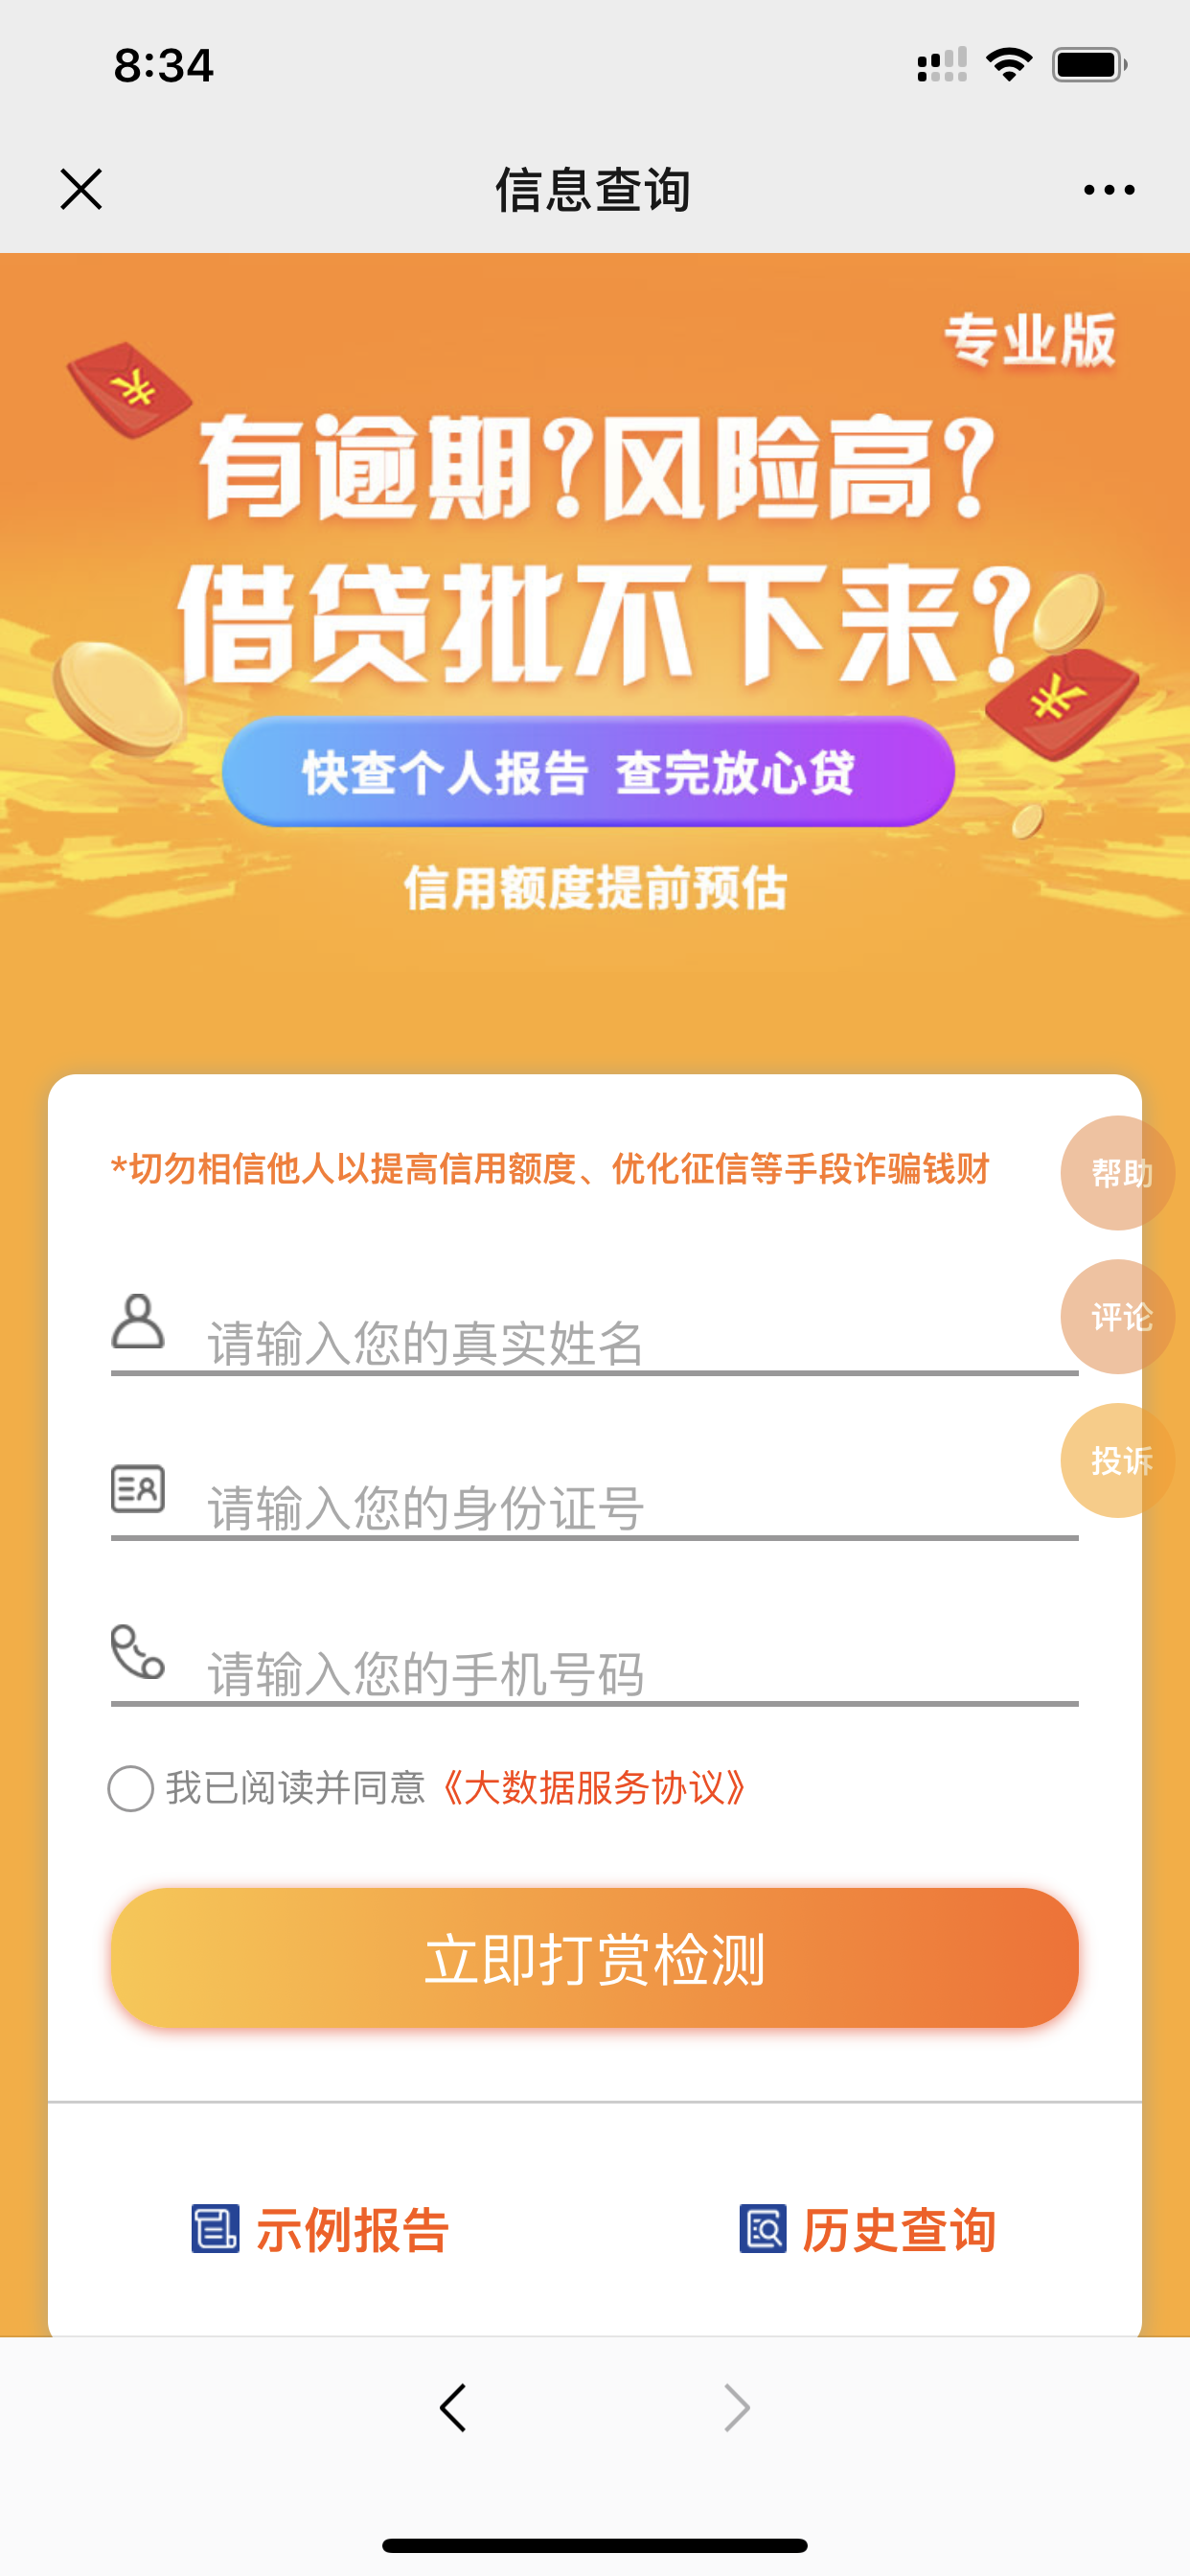 8:34
信息查询
专业版
有逾期?风险高?
借贷批不下来?
快查个人报告 查完放心贷
信用额度提前预估
*切勿相信他人以提高信用额度、优化征信等手段诈骗钱财
帮助
请输入您的真实姓名
评论
请输入您的身份证号
投诉
请输入您的手机号码
我已阅读并同意《大数据服务协议》
立即打赏检测
示例报告
历史查询